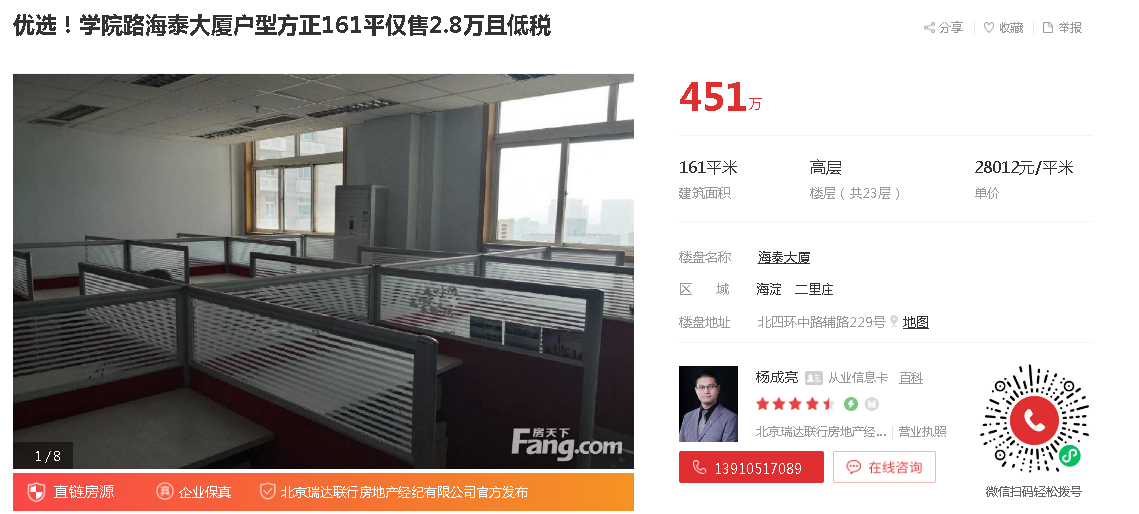 优选！学院路海泰大厦户型方正161平仅售2.8万且低税
分享 收藏 举报
451万
161平米 高层 28012元/平米
建筑面积 楼层（共23层） 单价
楼盘名称 海泰大厦
区 域 海淀 二里庄
楼盘地址 北四环中路辅路229号 地图
杨成亮 从业信息卡 百科
北京瑞达联行房地产经... 营业执照
13910517089 在线咨询
微信扫码轻松拨号
房天下
Fang.com
1/8
直链房源 企业保真 北京瑞达联行房地产经纪有限公司官方发布